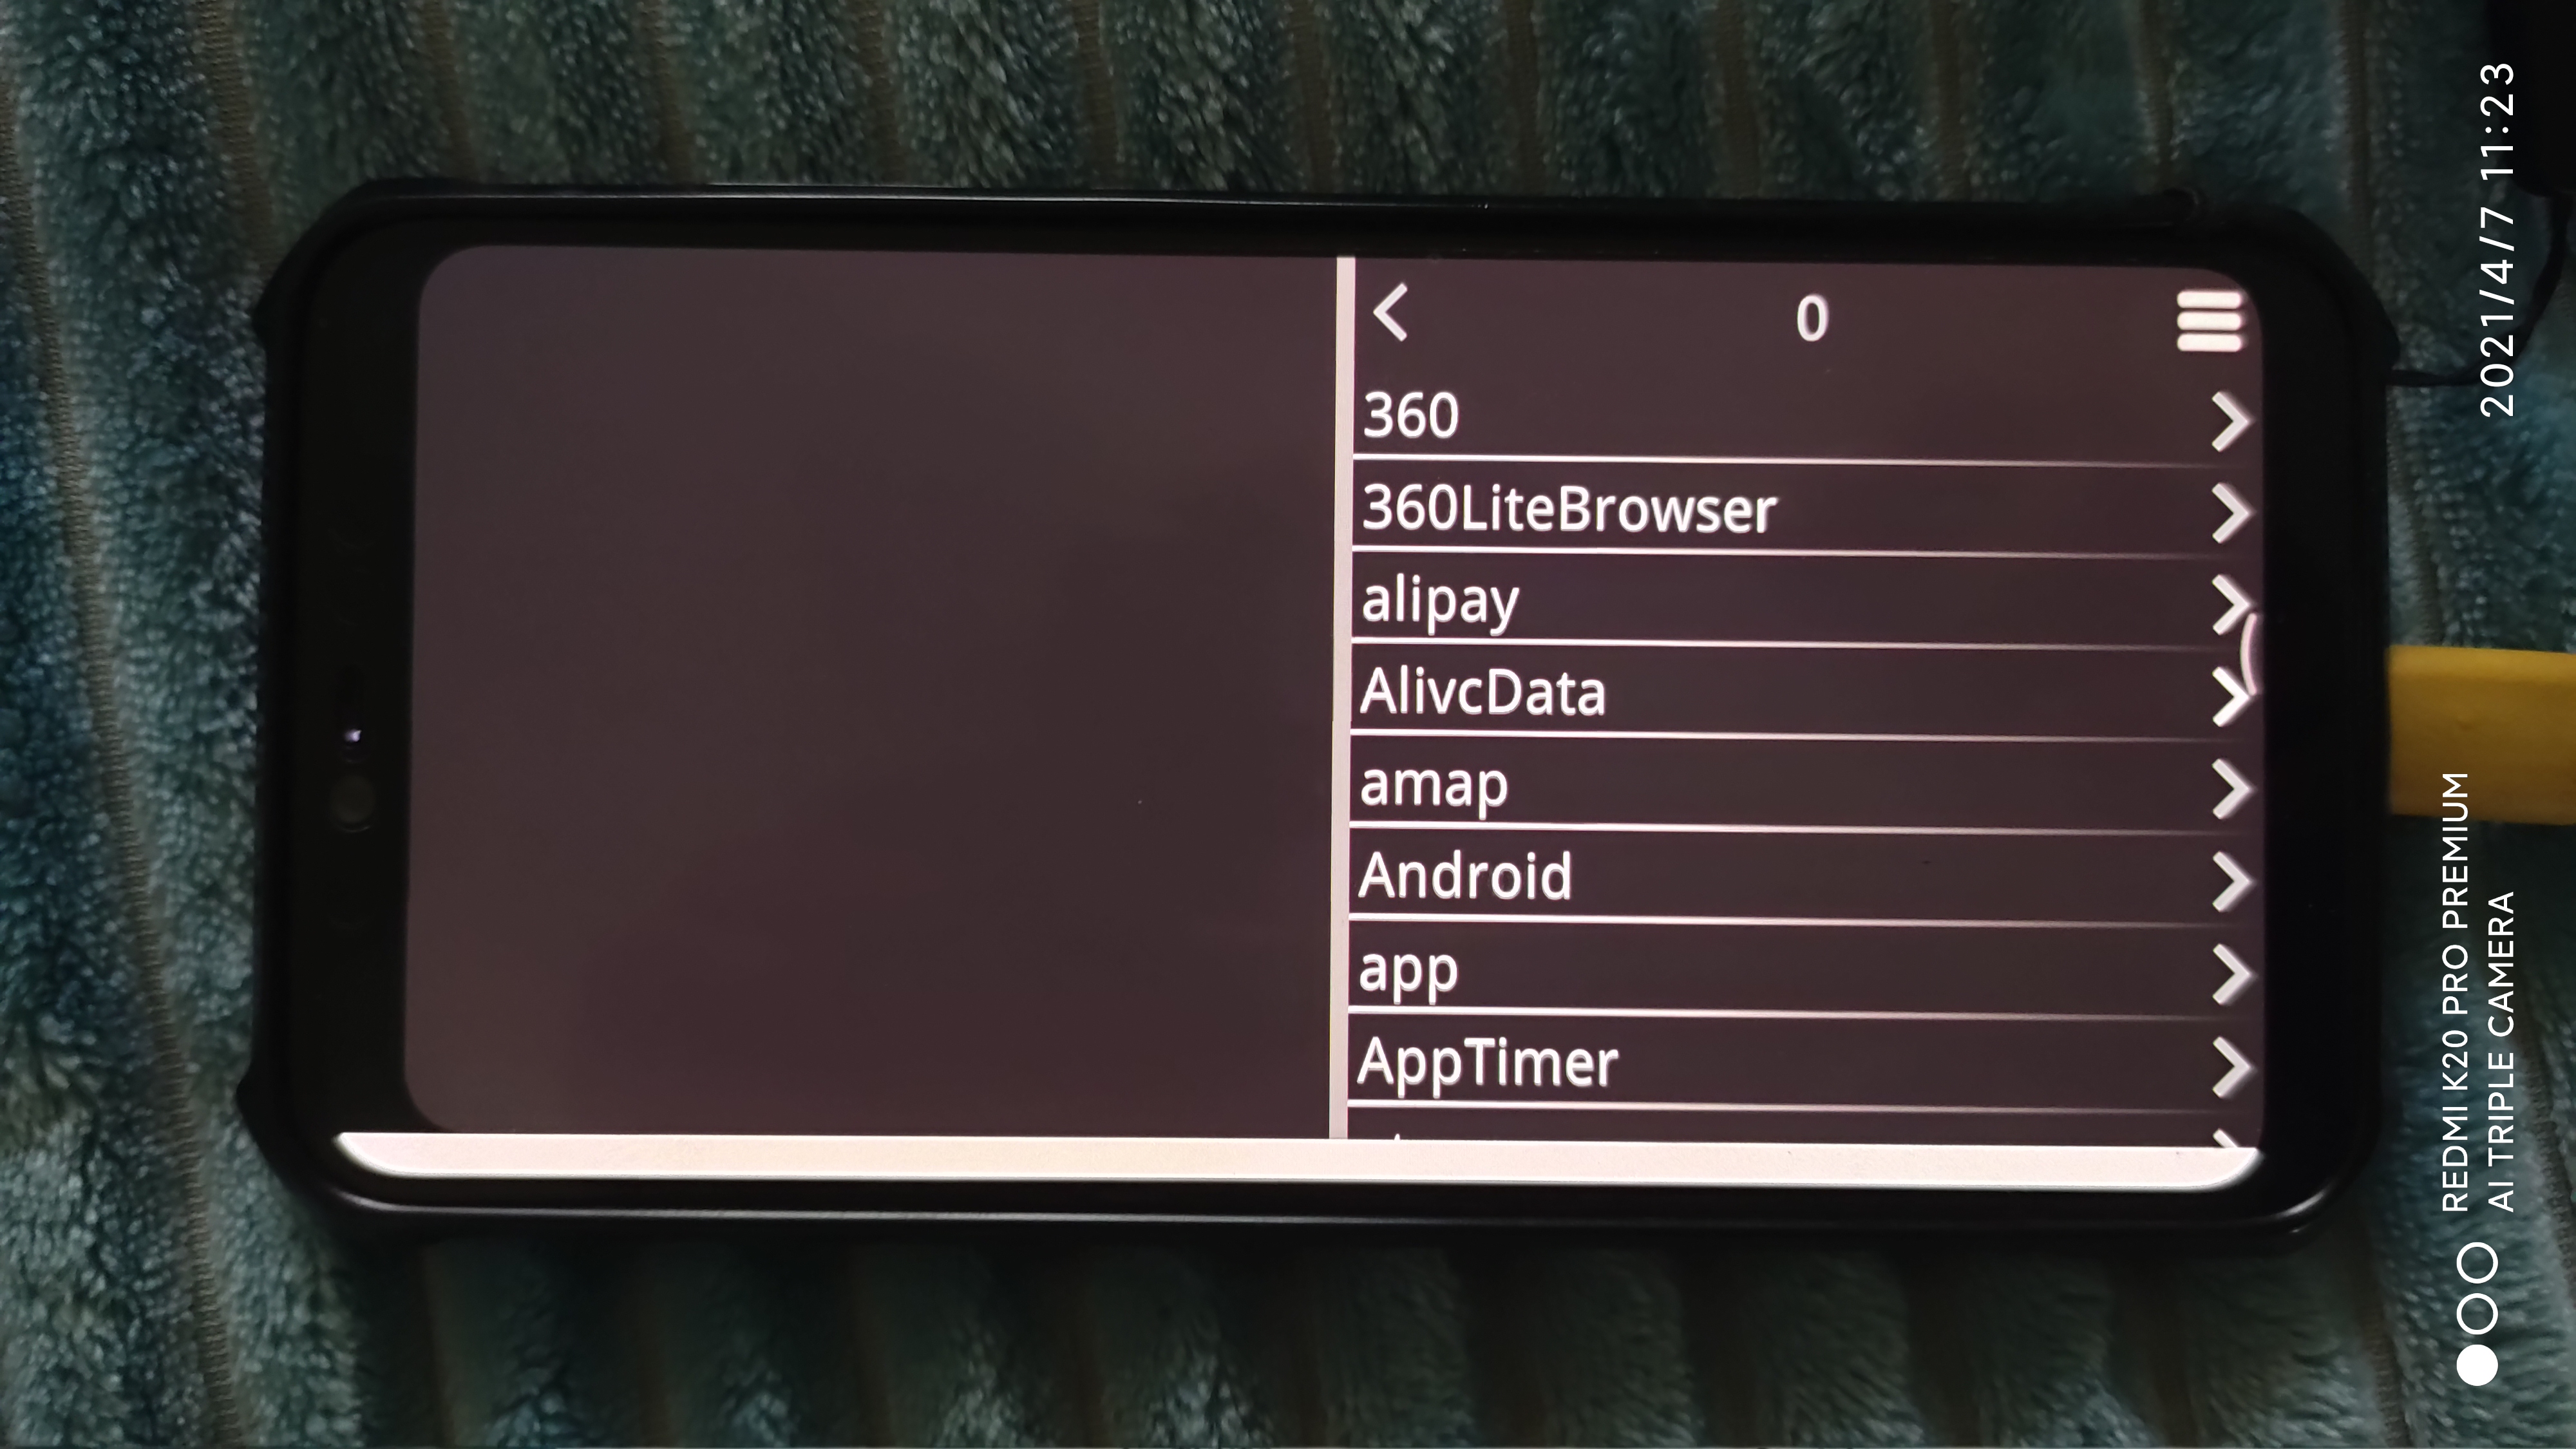 0
360
360LiteBrowser
alipay
AlivcData
amap
Android
app
AppTimer
REDMI K20 PRO PREMIUM
AI TRIPLE CAMERA
2021/4/7 11:23